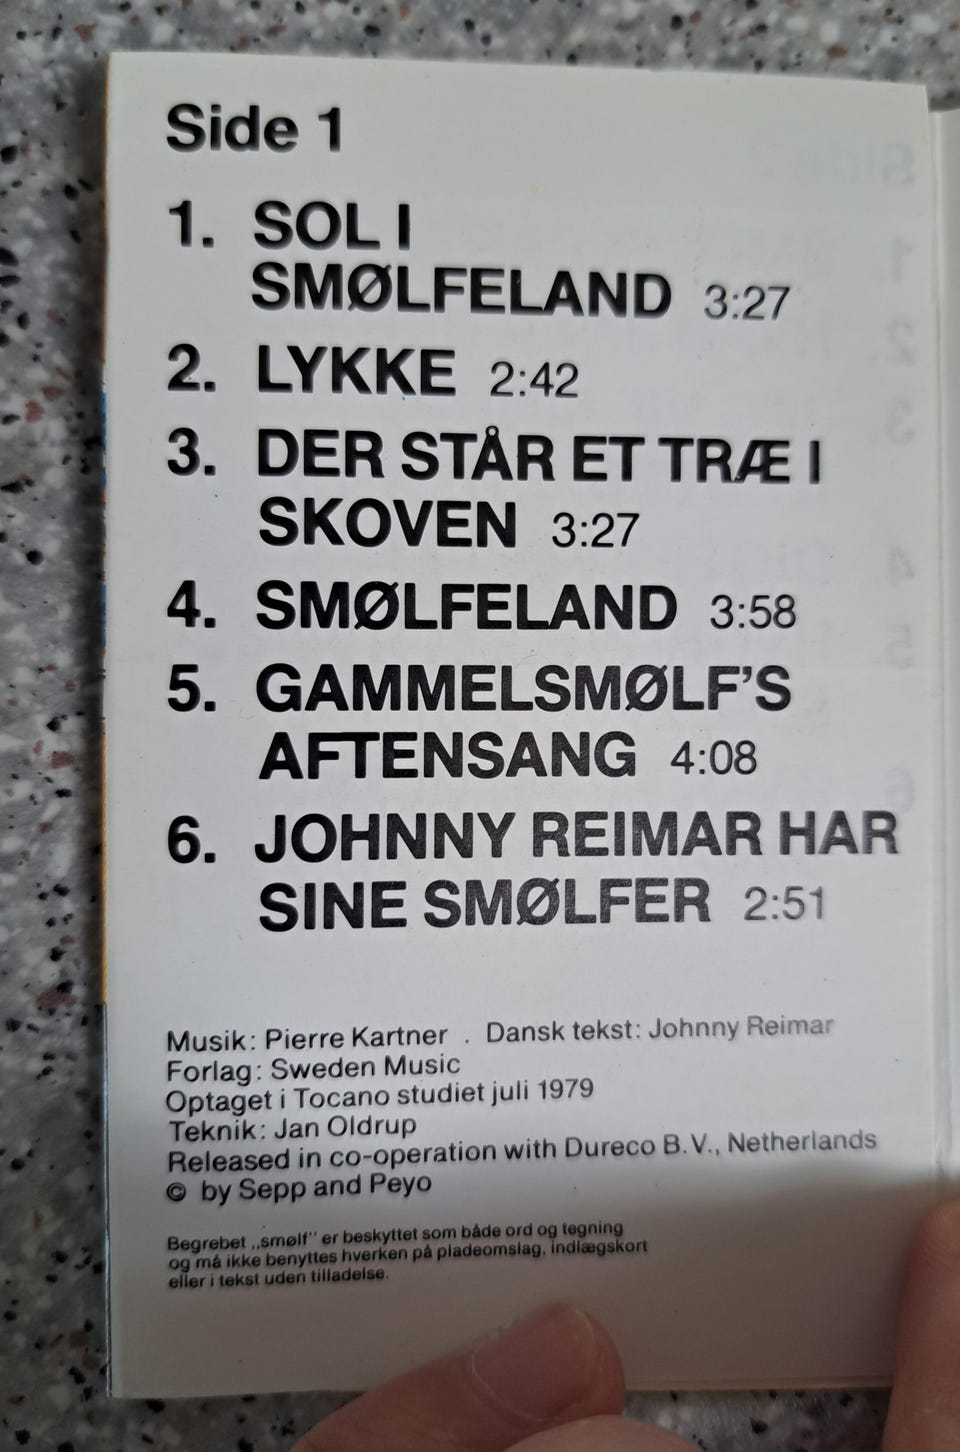 Side 1
1. SOL I
SMØLFELAND 3:27
2. LYKKE 2:42
3. DER STÅR ET TRÆ I
SKOVEN 3:27
4. SMØLFELAND 3:58
5. GAMMELSMØLF'S
AFTENSANG 4:08
6. JOHNNY REIMAR HAR
SINE SMØLFER 2:51
Musik: Pierre Kartner . Dansk tekst: Johnny Reimar
Forlag: Sweden Music
Optaget i Tocano studiet juli 1979
Teknik: Jan Oldrup
Released in co-operation with Dureco B.V., Netherlands
© by Sepp and Peyo
Begrebet „smølf" er beskyttet som både ord og tegning
og må ikke benyttes hverken på pladeomslag, indlægskort
eller i tekst uden tilladelse.